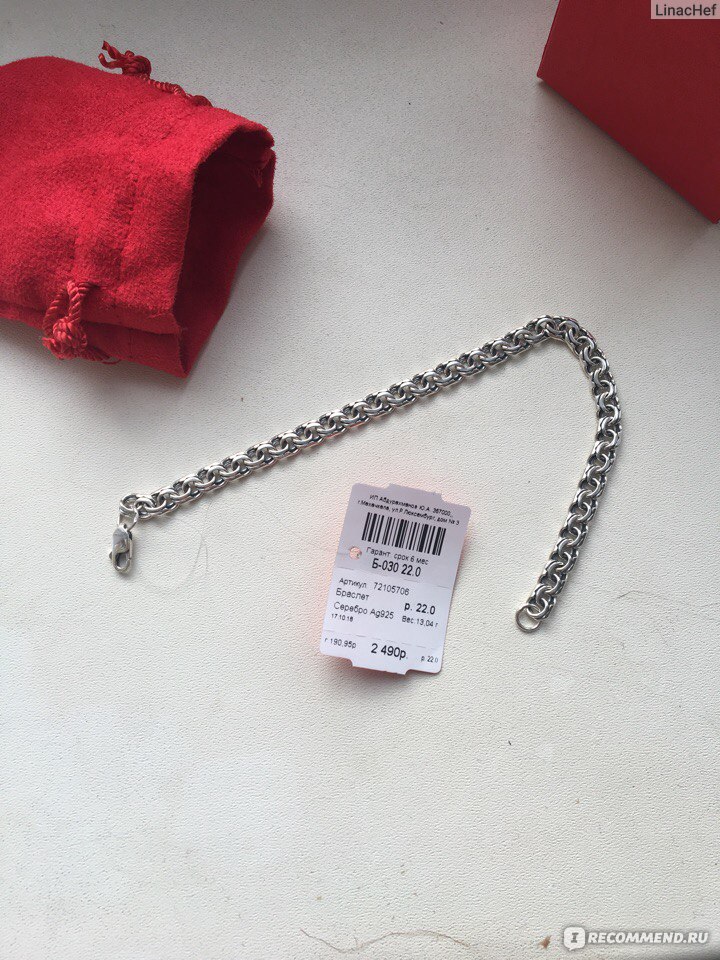 LinacHef
ИП Абдурахманов Ю.А. 367000,
г.Махачкала, ул.Р.Люксембург, дом № 3
Гарант. срок 6 мес
Б-030 22.0
Артикул 72105706
Браслет р. 22.0
Серебро Ag925 Вес:13,04 г
17.10.18
г 190,95р 2 490р. р. 22.0
IRECOMMEND.RU